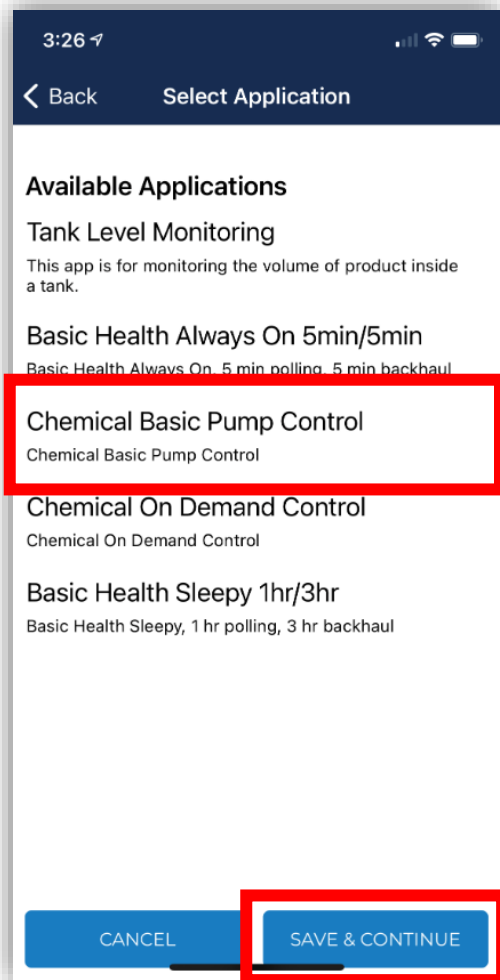 3:26
Back Select Application
Available Applications
Tank Level Monitoring
This app is for monitoring the volume of product inside
a tank.
Basic Health Always On 5min/5min
Basic Health Always On, 5 min polling, 5 min backhaul
Chemical Basic Pump Control
Chemical Basic Pump Control
Chemical On Demand Control
Chemical On Demand Control
Basic Health Sleepy 1hr/3hr
Basic Health Sleepy, 1 hr polling, 3 hr backhaul
CANCEL SAVE & CONTINUE